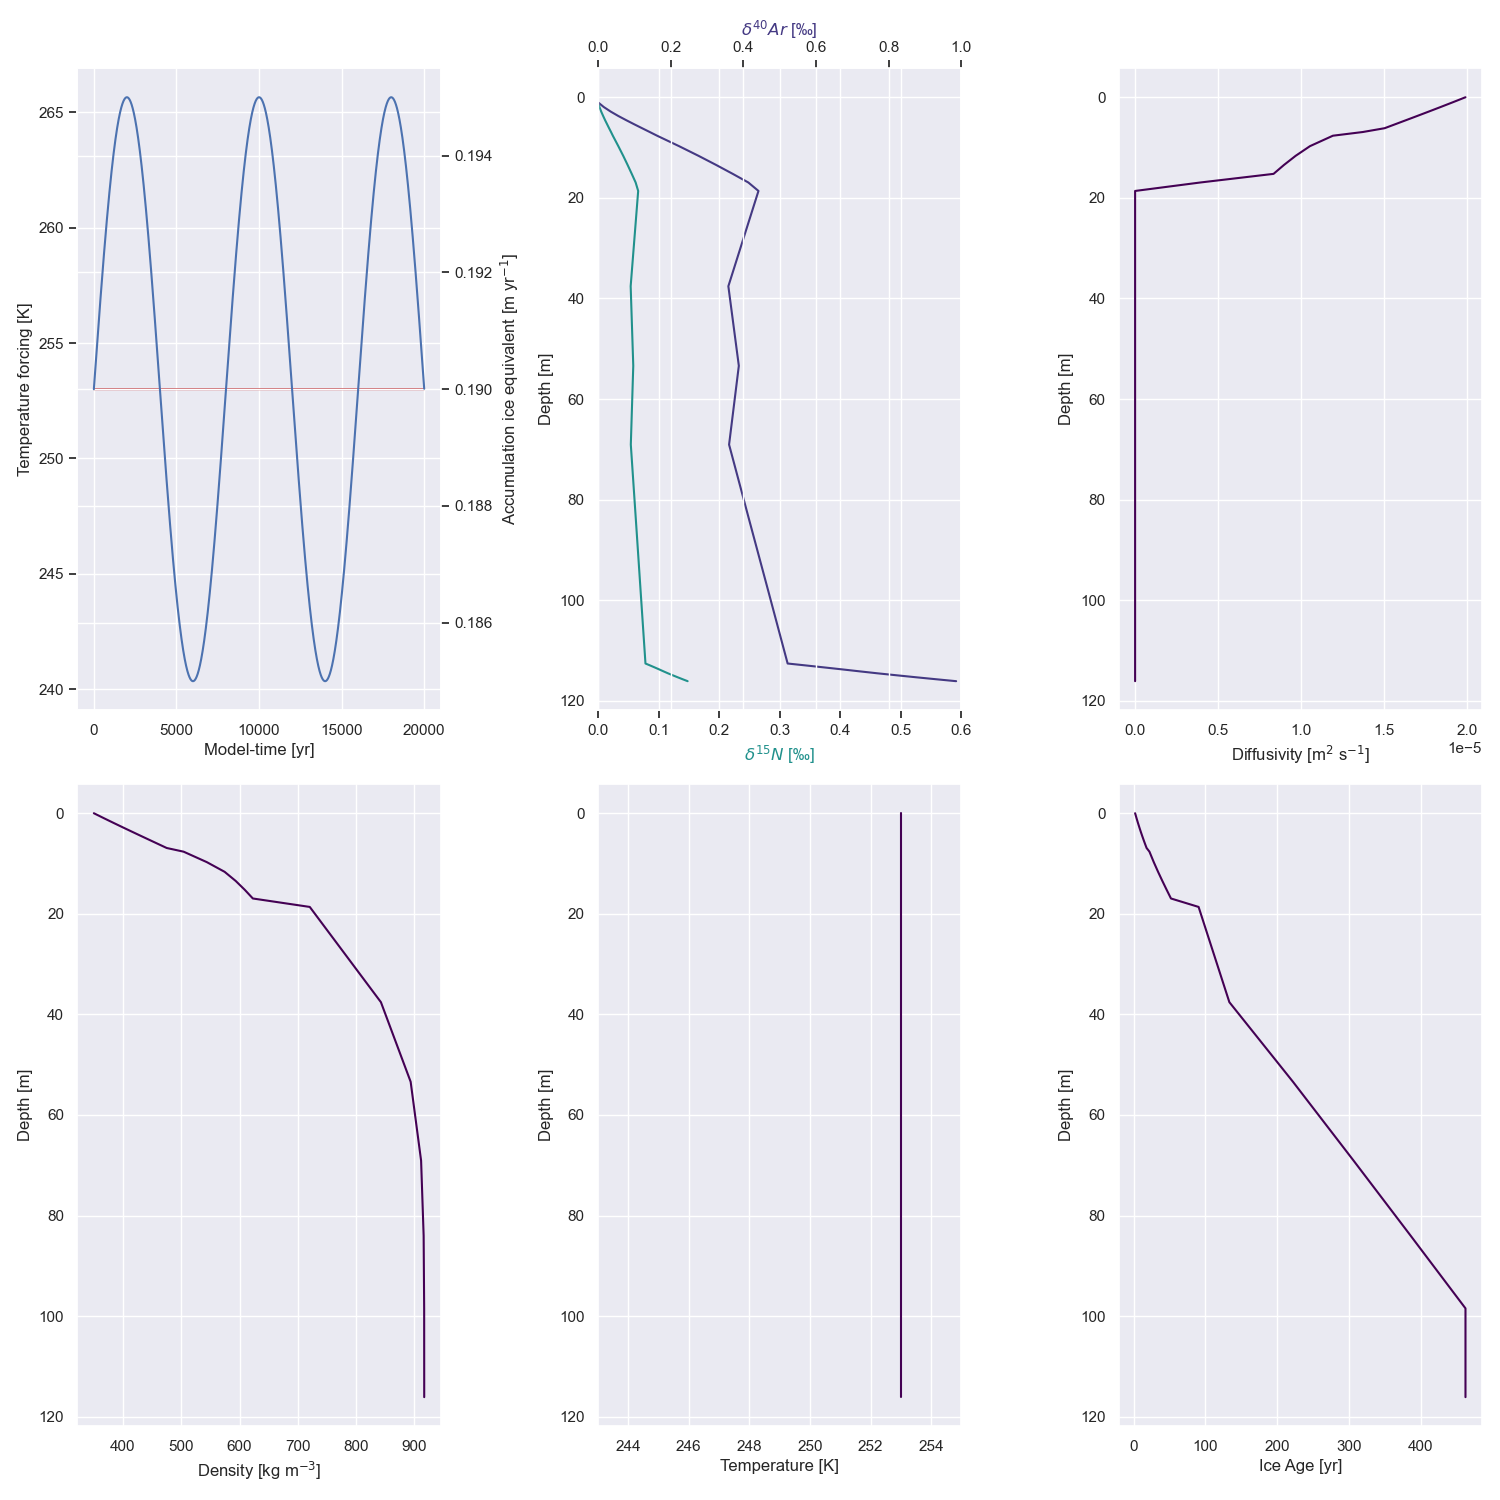 δ⁴⁰Ar [‰]
0.0 0.2 0.4 0.6 0.8 1.0
265
260
255
250
245
240
Temperature forcing [K]
0 5000 10000 15000 20000
Model-time [yr]
0.194
0.192
0.190
0.188
0.186
Accumulation ice equivalent [m yr⁻¹]
0
20
40
60
80
100
120
Depth [m]
0.0 0.1 0.2 0.3 0.4 0.5 0.6
δ¹⁵N [‰]
0
20
40
60
80
100
120
Depth [m]
0.0 0.5 1.0 1.5 2.0
1e−5
Diffusivity [m² s⁻¹]
0
20
40
60
80
100
120
Depth [m]
400 500 600 700 800 900
Density [kg m⁻³]
0
20
40
60
80
100
120
Depth [m]
244 246 248 250 252 254
Temperature [K]
0
20
40
60
80
100
120
Depth [m]
0 100 200 300 400
Ice Age [yr]